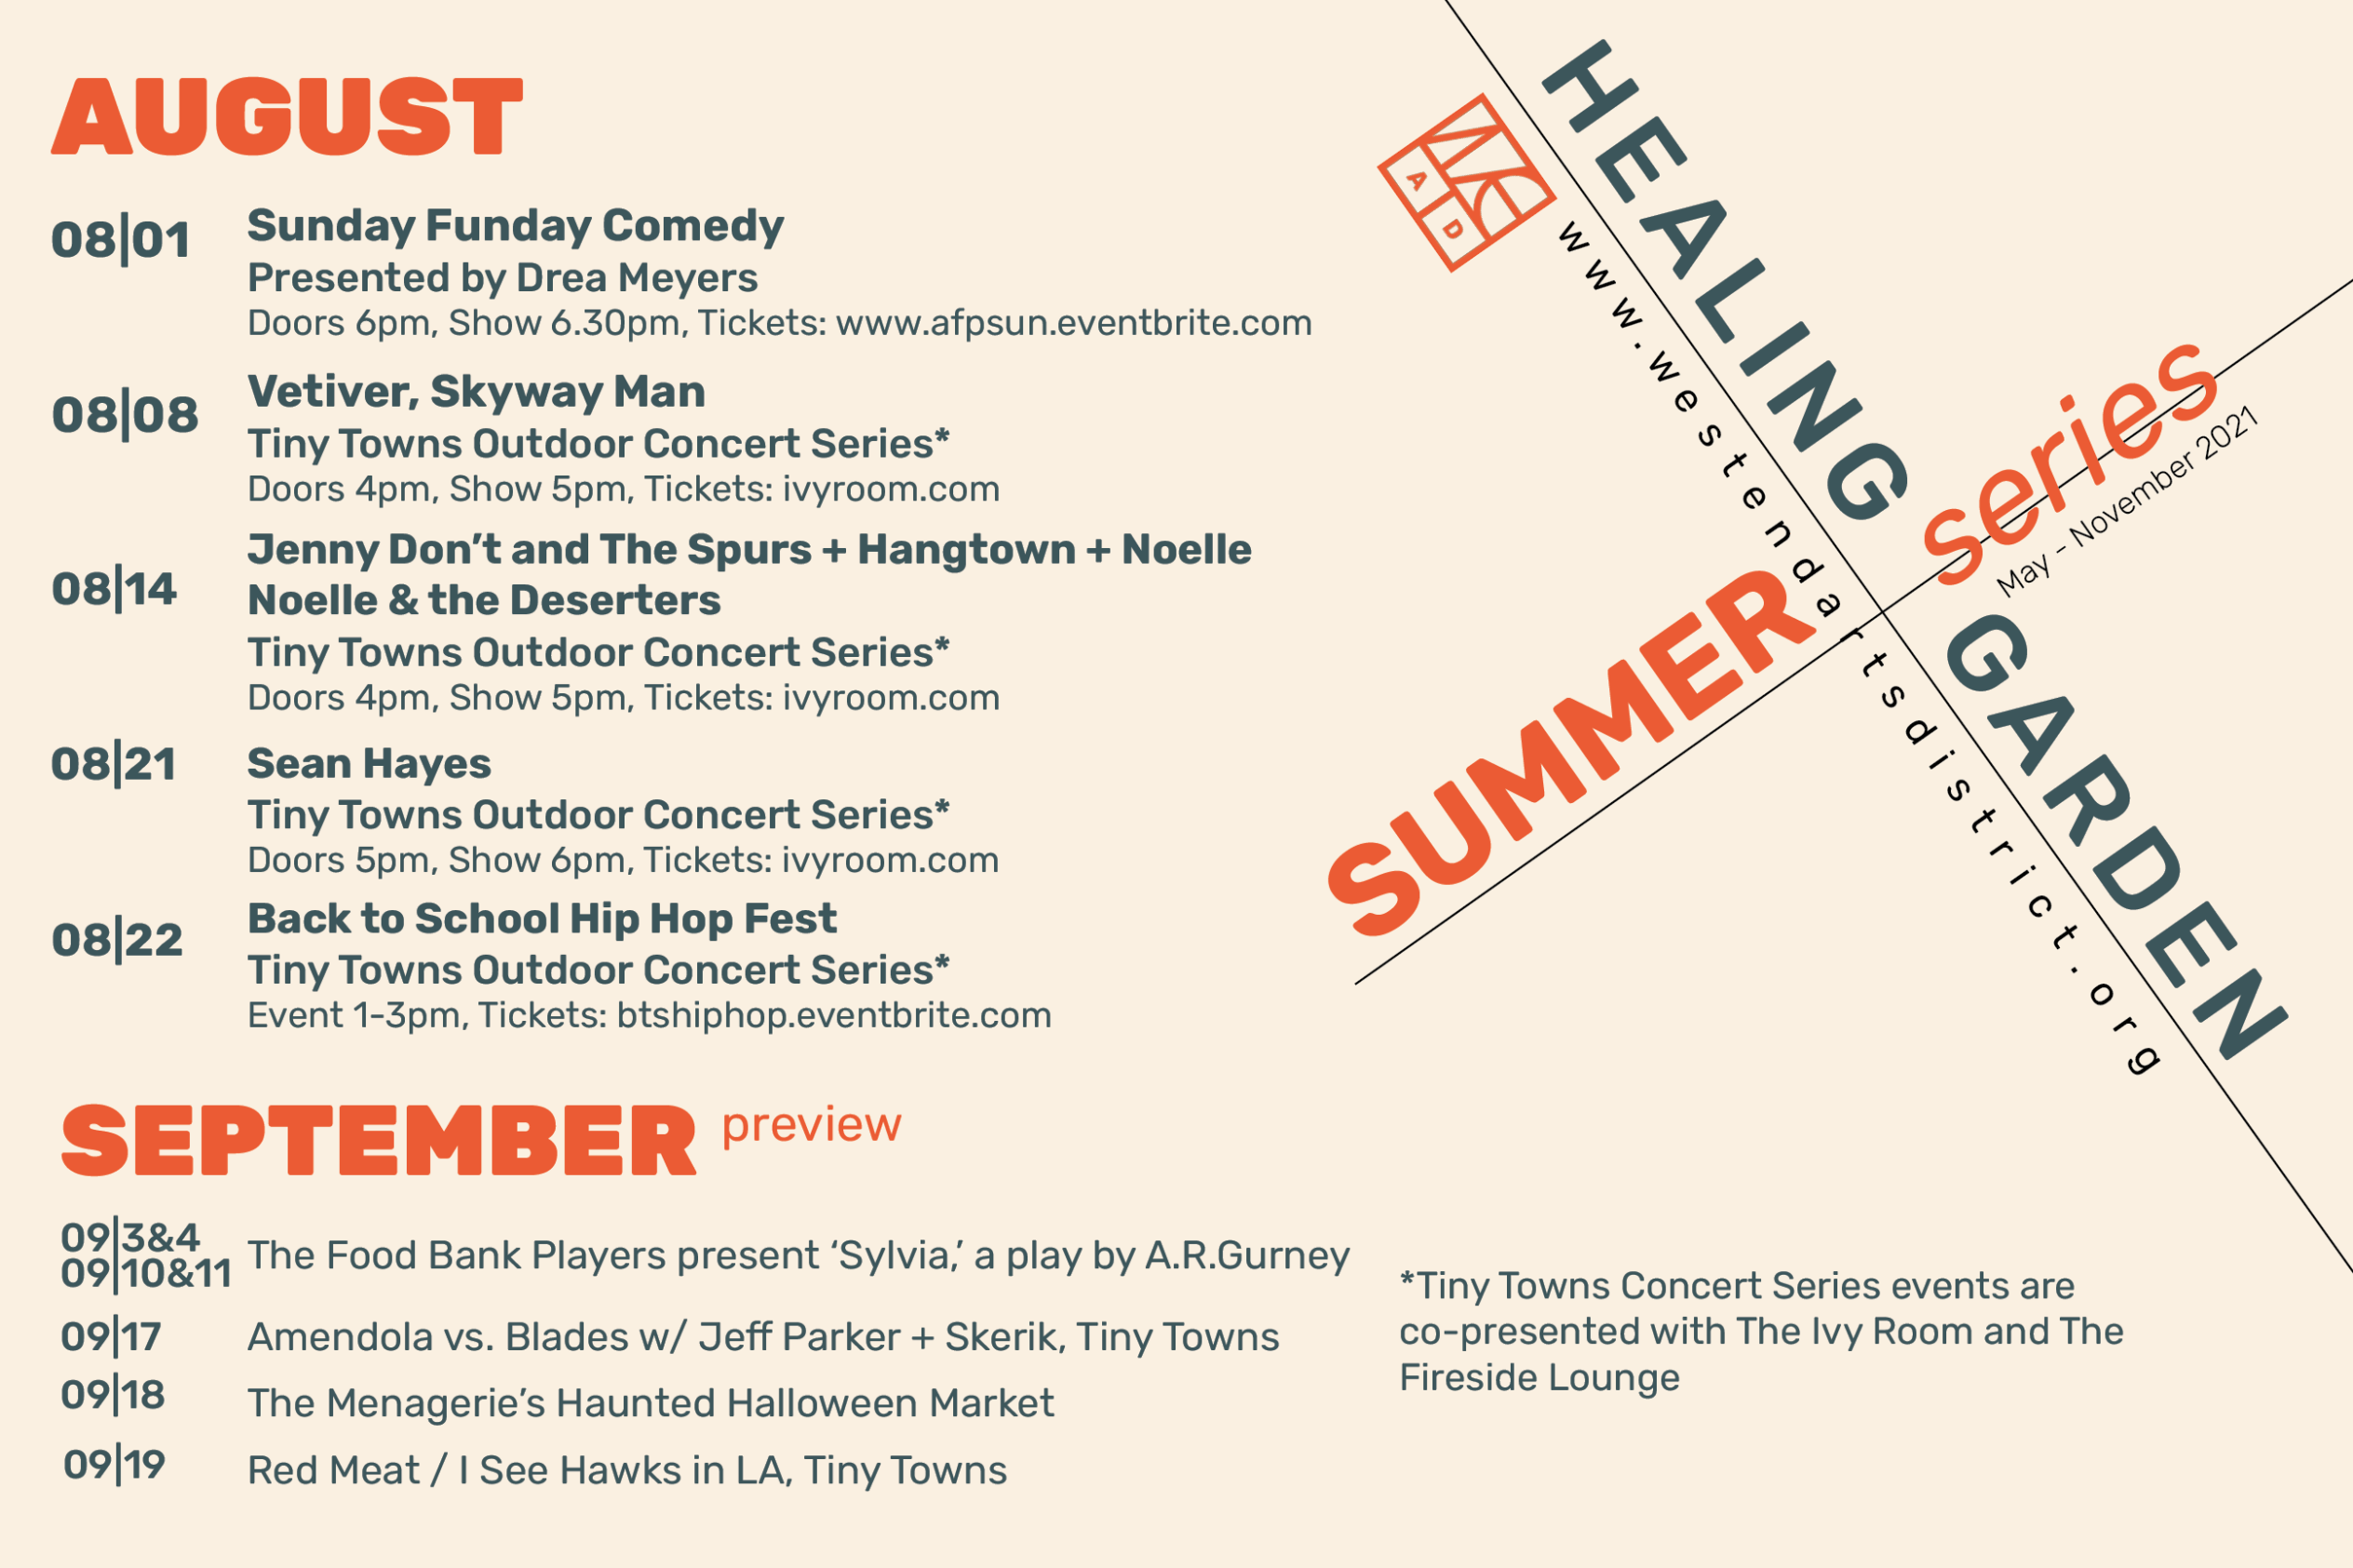 AUGUST
08|01
Sunday Funday Comedy
Presented by Drea Meyers
Doors 6pm, Show 6.30pm, Tickets: www.afpsun.eventbrite.com
08|08
Vetiver, Skyway Man
Tiny Towns Outdoor Concert Series*
Doors 4pm, Show 5pm, Tickets: ivyroom.com
08|14
Jenny Don’t and The Spurs + Hangtown + Noelle
Noelle & the Deserters
Tiny Towns Outdoor Concert Series*
Doors 4pm, Show 5pm, Tickets: ivyroom.com
08|21
Sean Hayes
Tiny Towns Outdoor Concert Series*
Doors 5pm, Show 6pm, Tickets: ivyroom.com
08|22
Back to School Hip Hop Fest
Tiny Towns Outdoor Concert Series*
Event 1-3pm, Tickets: btshiphop.eventbrite.com
SEPTEMBER preview
09|3&4
09|10&11
The Food Bank Players present ‘Sylvia,’ a play by A.R.Gurney
09|17
Amendola vs. Blades w/ Jeff Parker + Skerik, Tiny Towns
09|18
The Menagerie’s Haunted Halloween Market
09|19
Red Meat / I See Hawks in LA, Tiny Towns
HEALING GARDEN
WE
A D
www.westendartsdistrict.org
SUMMER series
May - November 2021
*Tiny Towns Concert Series events are
co-presented with The Ivy Room and The
Fireside Lounge